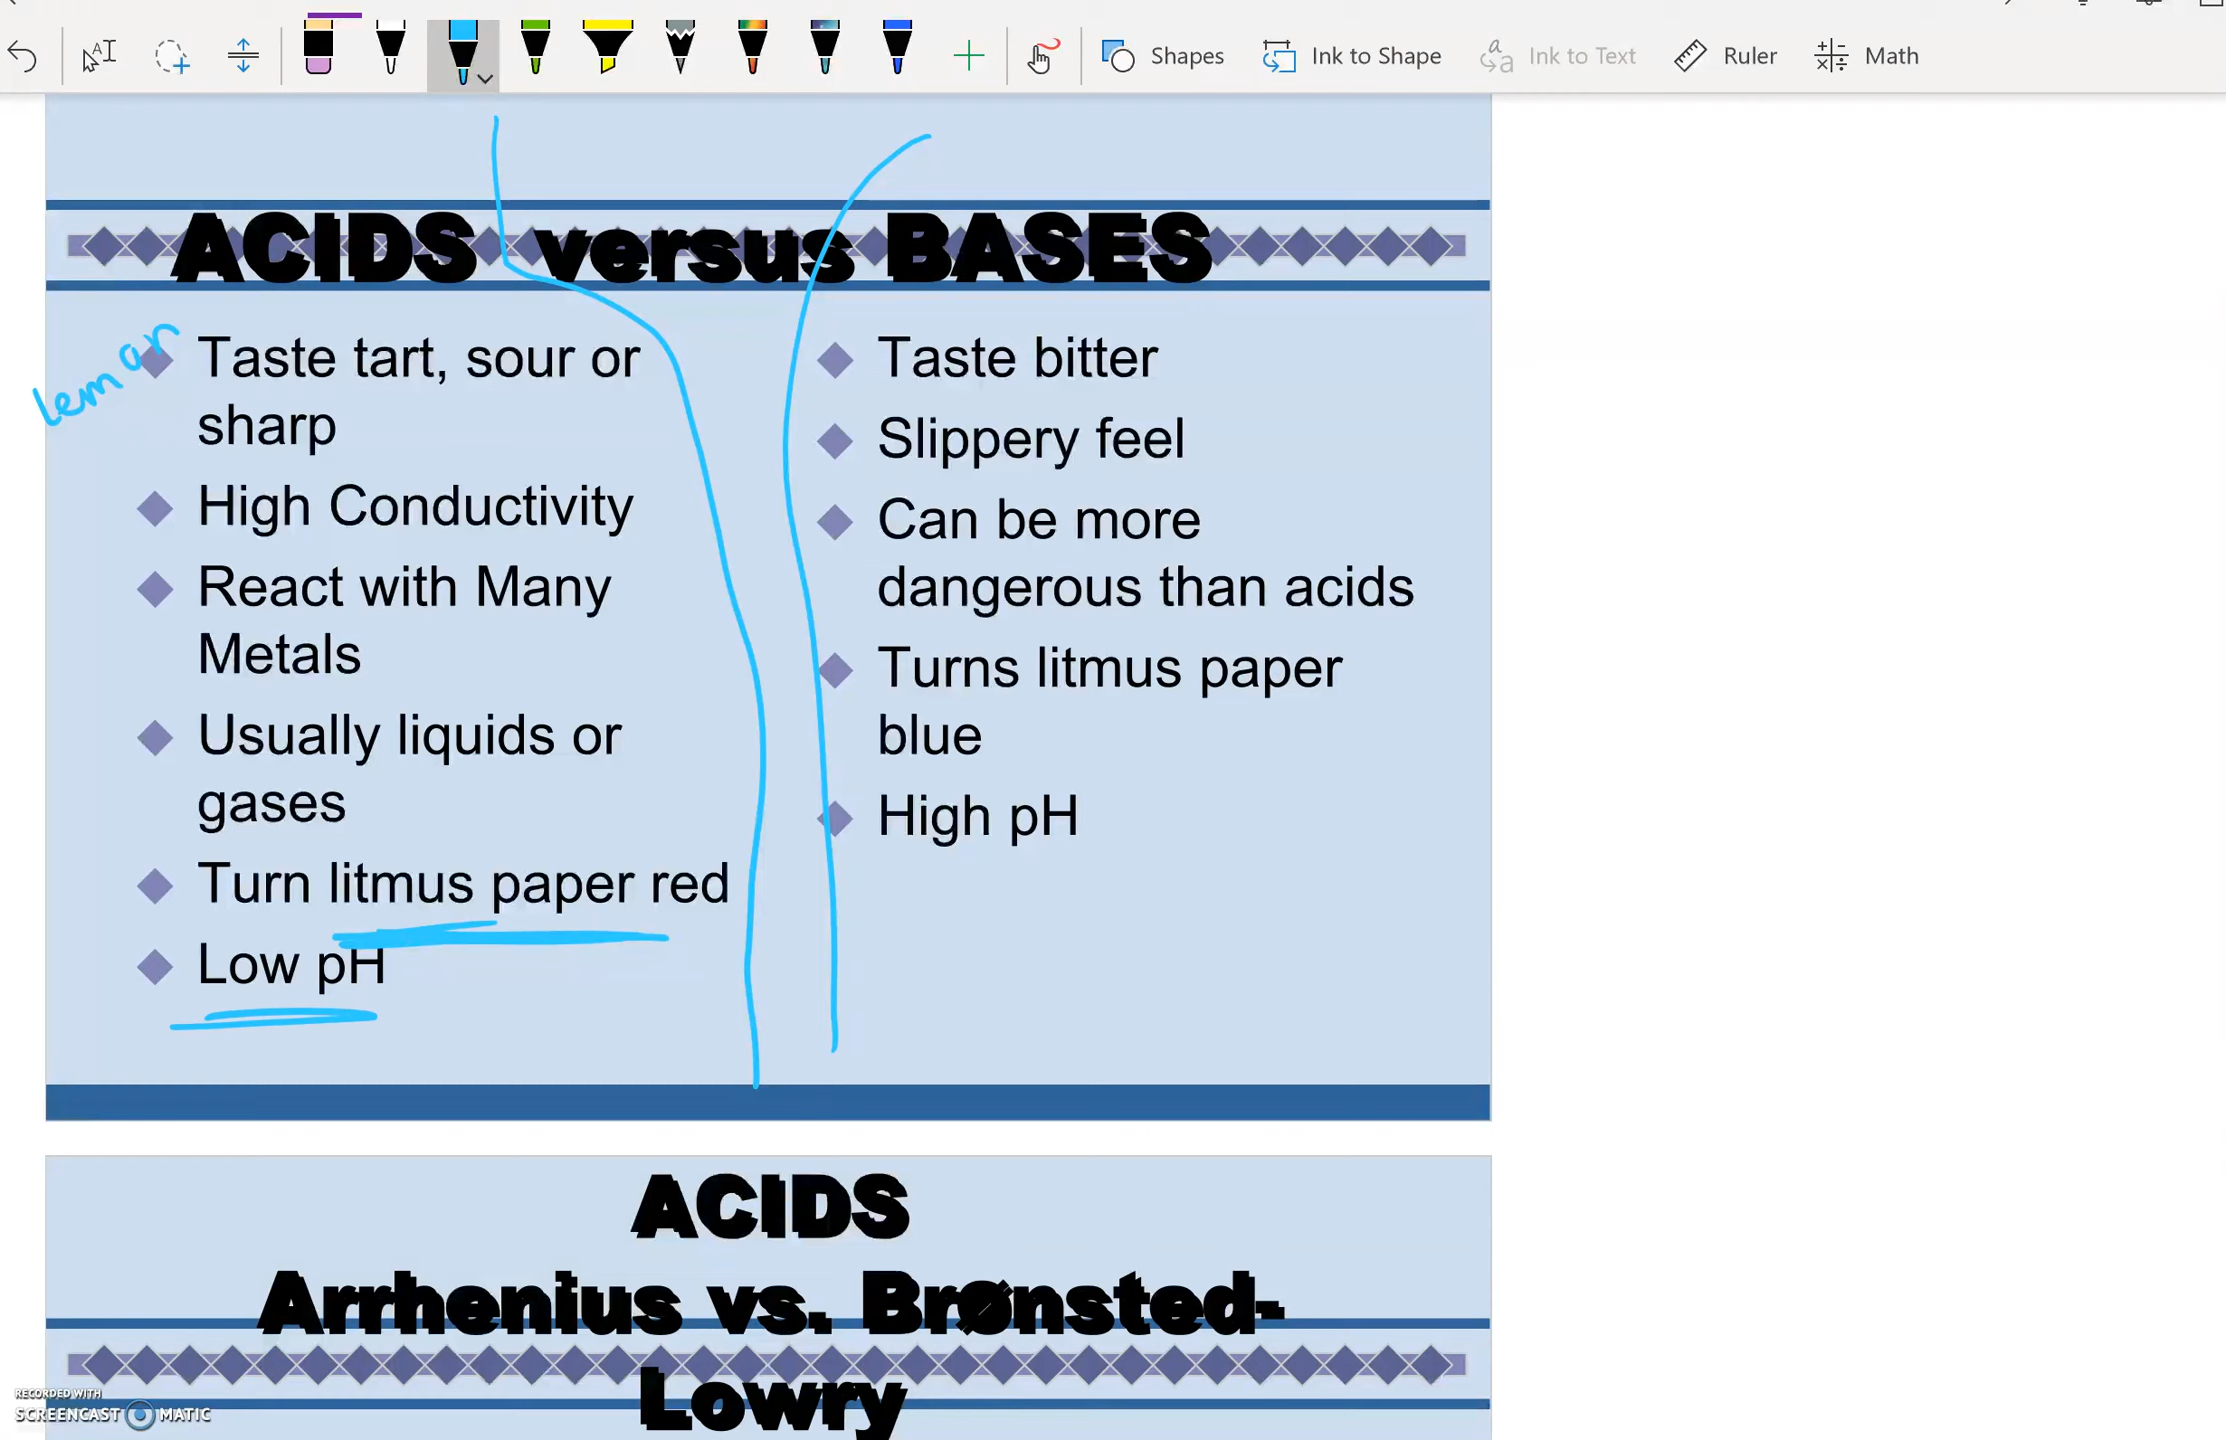 Shapes
Ink to Shape
Ink to Text
Ruler
Math
ACIDS versus BASES
lemon
Taste tart, sour or
sharp
High Conductivity
React with Many
Metals
Usually liquids or
gases
Turn litmus paper red
Low pH
Taste bitter
Slippery feel
Can be more
dangerous than acids
Turns litmus paper
blue
High pH
ACIDS
Arrhenius vs. Brønsted-
Lowry
RECORDED WITH
SCREENCAST MATIC